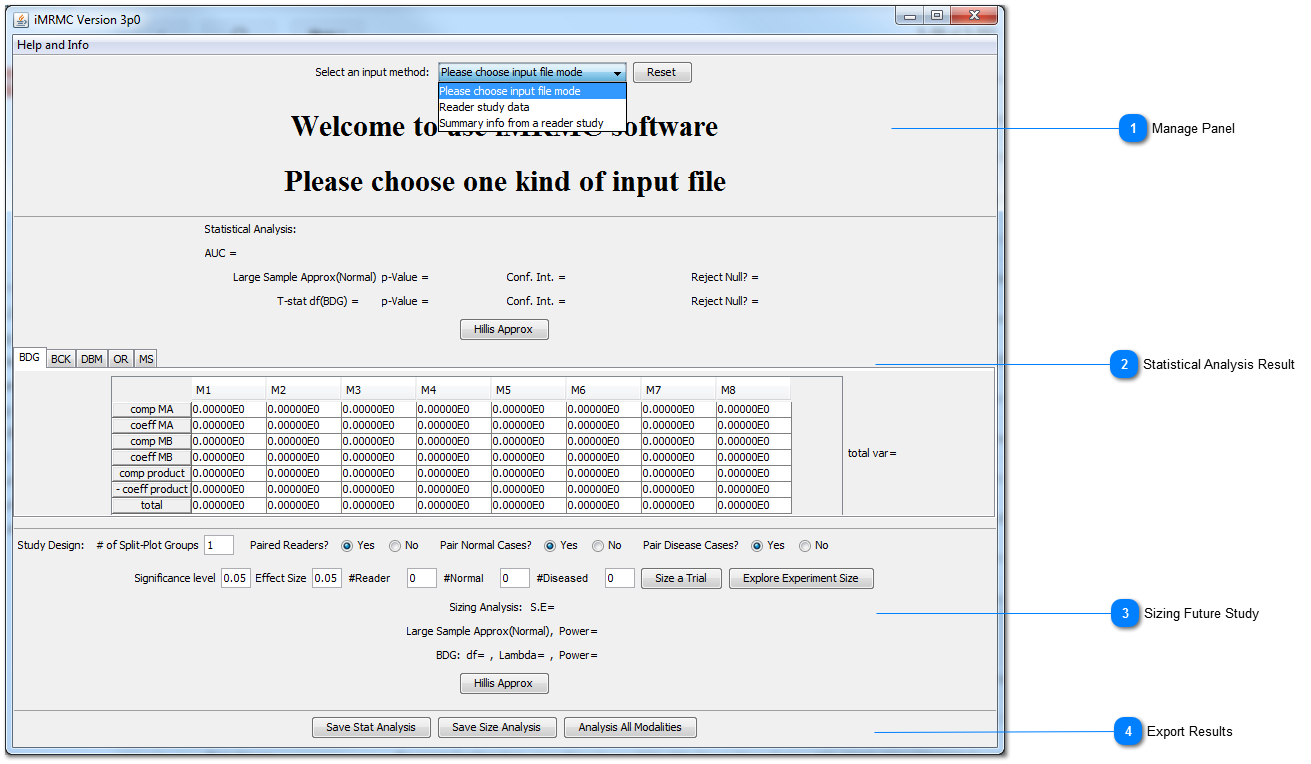 iMRMC Version 3p0
Help and Info
Select an input method: Please choose input file mode Reset
Please choose input file mode
Reader study data
Summary info from a reader study
Welcome to use iMRMC software
1 Manage Panel
Please choose one kind of input file
Statistical Analysis:
AUC =
Large Sample Approx(Normal) p-Value = Conf. Int. = Reject Null? =
T-stat df(BDG) = p-Value = Conf. Int. = Reject Null? =
Hillis Approx
BDG BCK DBM OR MS
2 Statistical Analysis Result
M1 M2 M3 M4 M5 M6 M7 M8
comp MA 0.00000E0 0.00000E0 0.00000E0 0.00000E0 0.00000E0 0.00000E0 0.00000E0 0.00000E0
coeff MA 0.00000E0 0.00000E0 0.00000E0 0.00000E0 0.00000E0 0.00000E0 0.00000E0 0.00000E0
comp MB 0.00000E0 0.00000E0 0.00000E0 0.00000E0 0.00000E0 0.00000E0 0.00000E0 0.00000E0
coeff MB 0.00000E0 0.00000E0 0.00000E0 0.00000E0 0.00000E0 0.00000E0 0.00000E0 0.00000E0
total var=
comp product 0.00000E0 0.00000E0 0.00000E0 0.00000E0 0.00000E0 0.00000E0 0.00000E0 0.00000E0
- coeff product 0.00000E0 0.00000E0 0.00000E0 0.00000E0 0.00000E0 0.00000E0 0.00000E0 0.00000E0
total 0.00000E0 0.00000E0 0.00000E0 0.00000E0 0.00000E0 0.00000E0 0.00000E0 0.00000E0
Study Design: # of Split-Plot Groups 1 Paired Readers? Yes No Pair Normal Cases? Yes No Pair Disease Cases? Yes No
Significance level 0.05 Effect Size 0.05 #Reader 0 #Normal 0 #Diseased 0 Size a Trial Explore Experiment Size
Sizing Analysis: S.E=
3 Sizing Future Study
Large Sample Approx(Normal), Power=
BDG: df= , Lambda= , Power=
Hillis Approx
Save Stat Analysis Save Size Analysis Analysis All Modalities
4 Export Results